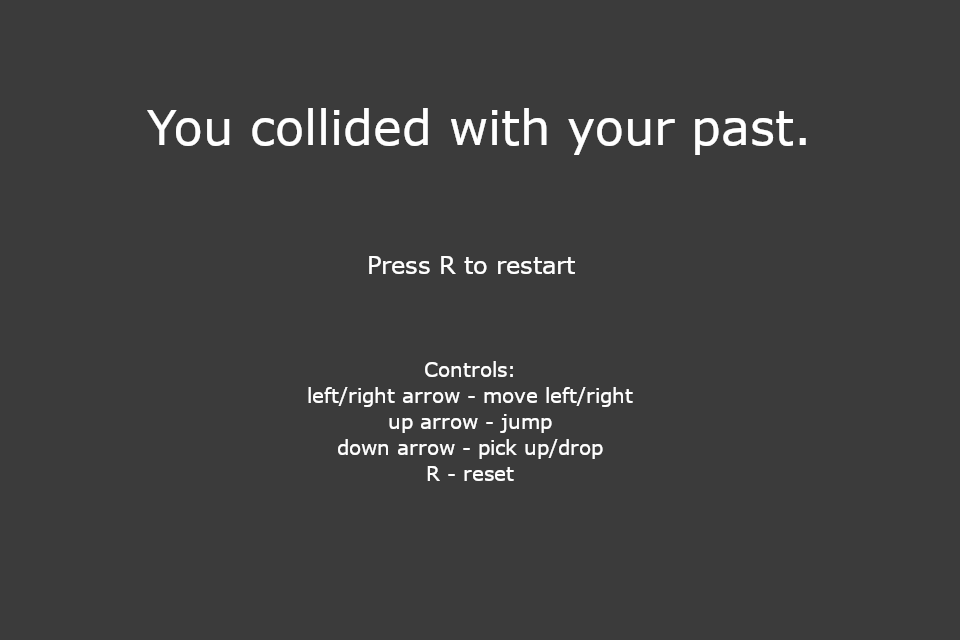 You collided with your past.
Press R to restart
Controls:
left/right arrow - move left/right
up arrow - jump
down arrow - pick up/drop
R - reset